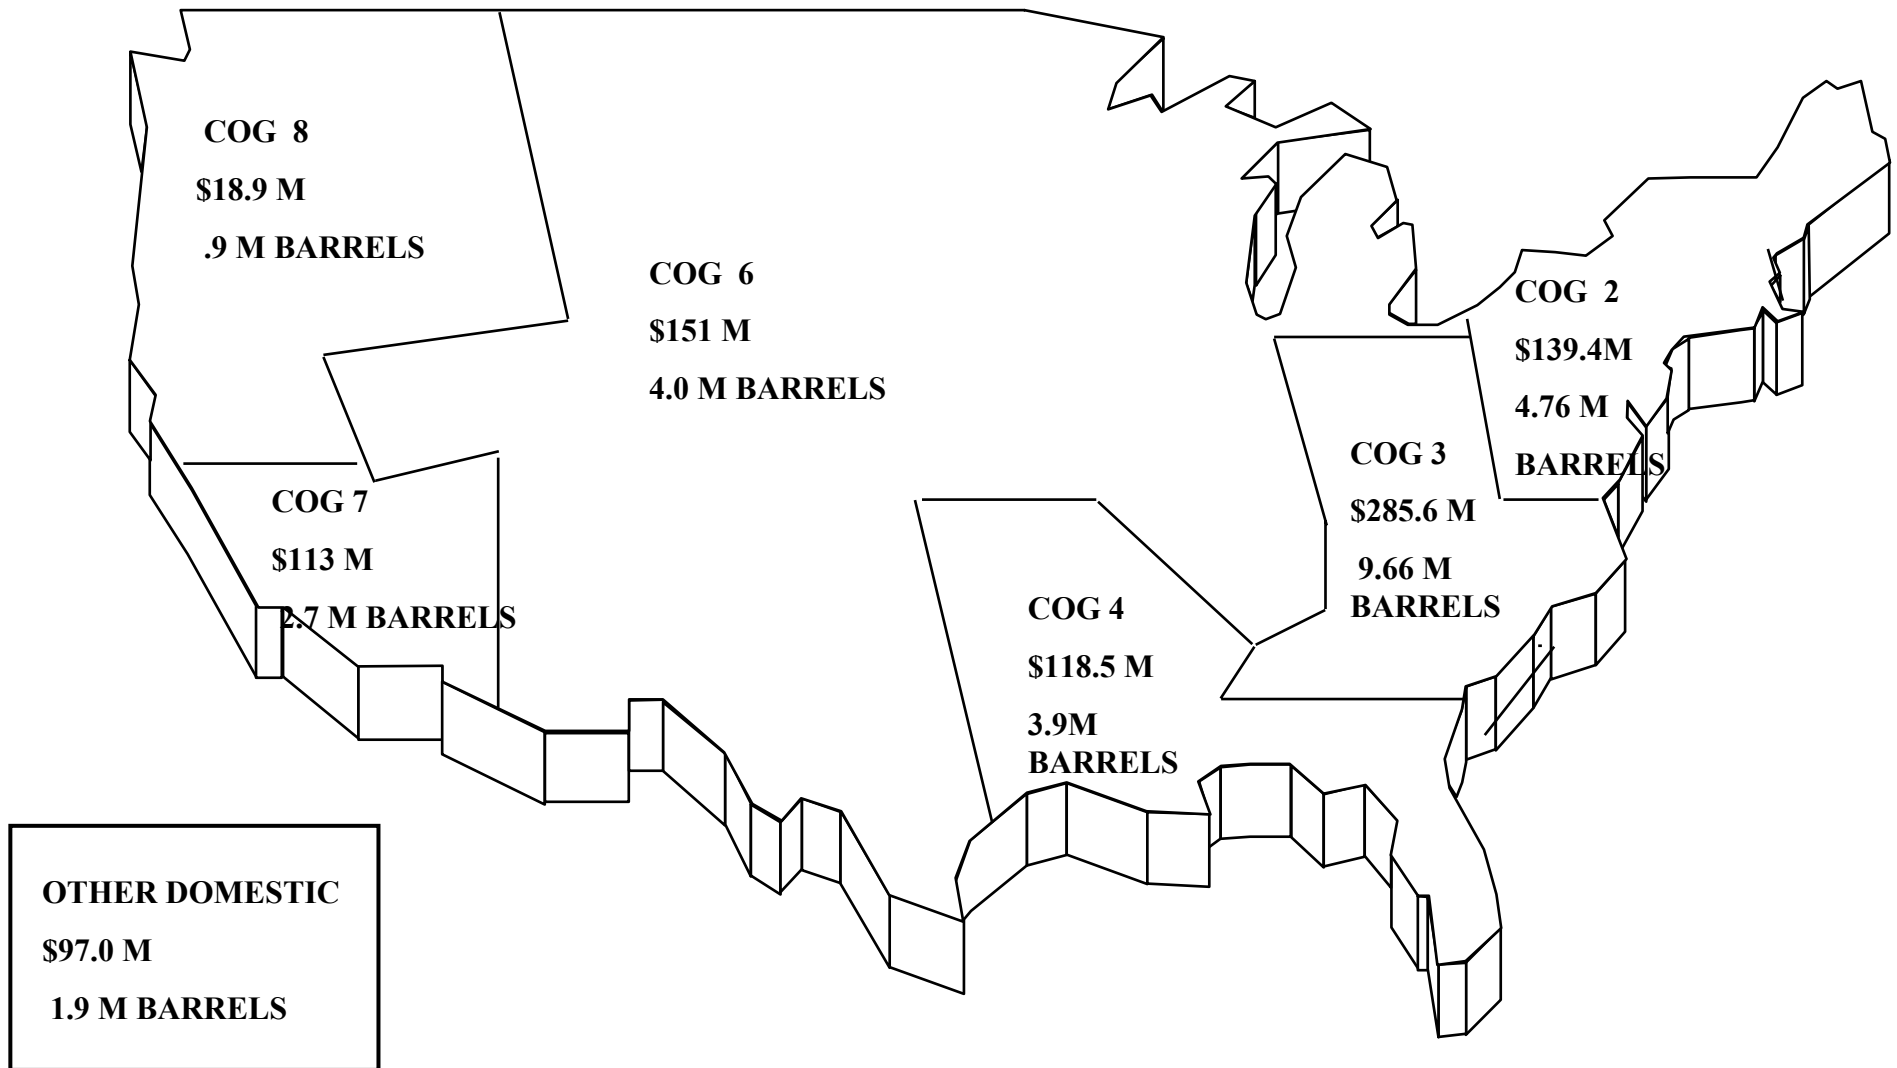 COG 8
$18.9 M
.9 M BARRELS
COG 6
$151 M
4.0 M BARRELS
COG 2
$139.4M
4.76 M
BARRELS
COG 3
$285.6 M
9.66 M
BARRELS
COG 7
$113 M
2.7 M BARRELS
COG 4
$118.5 M
3.9M
BARRELS
OTHER DOMESTIC
$97.0 M
1.9 M BARRELS